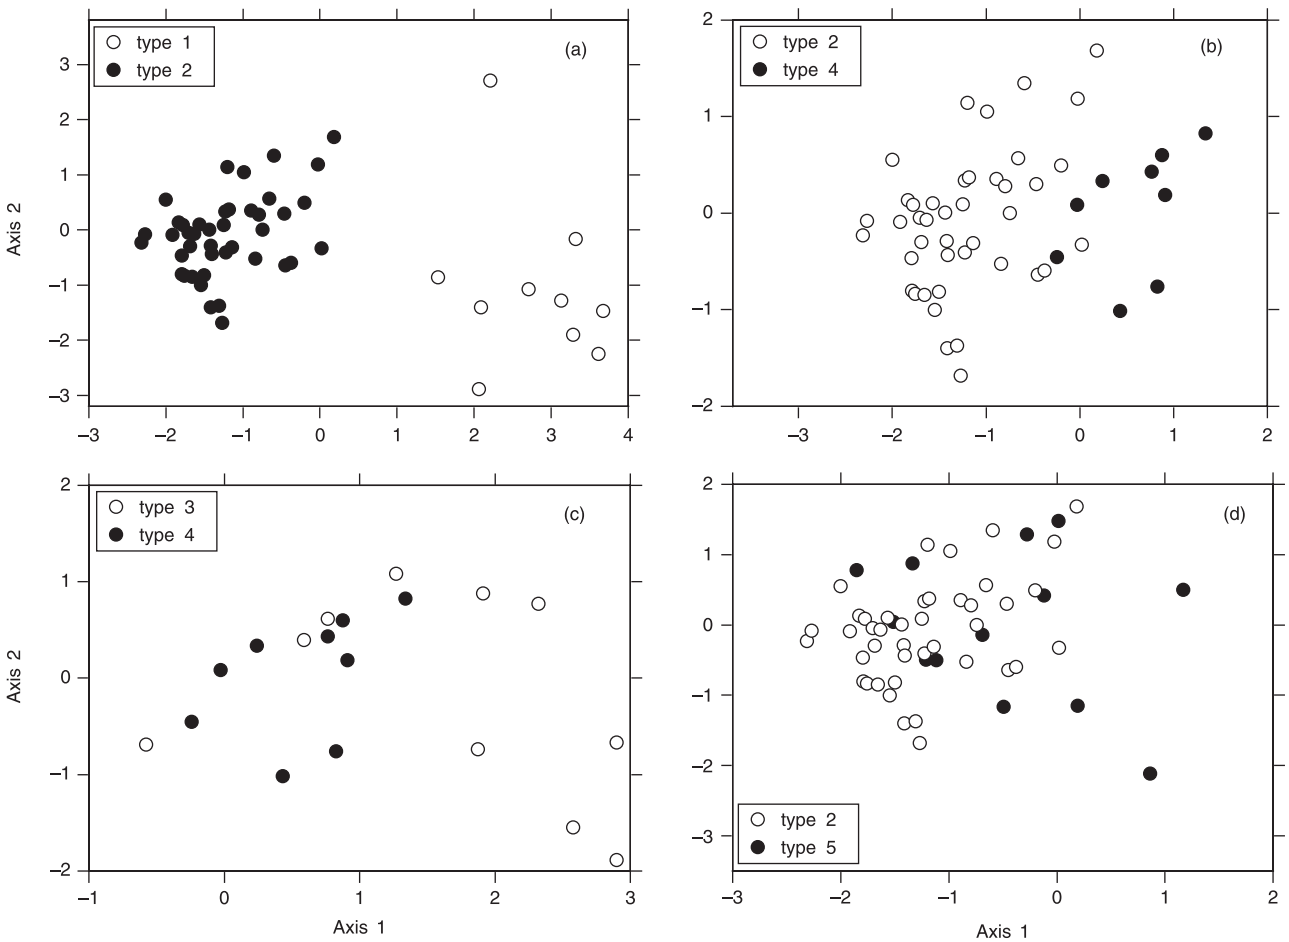 type 1
type 2
(a)
Axis 2
3
2
1
0
−1
−2
−3
−3 −2 −1 0 1 2 3 4
type 2
type 4
(b)
2
1
0
−1
−2
−3 −2 −1 0 1 2
type 3
type 4
(c)
Axis 2
2
1
0
−1
−2
−1 0 1 2 3
Axis 1
(d)
2
1
0
−1
−2
−3
type 2
type 5
−3 −2 −1 0 1 2
Axis 1